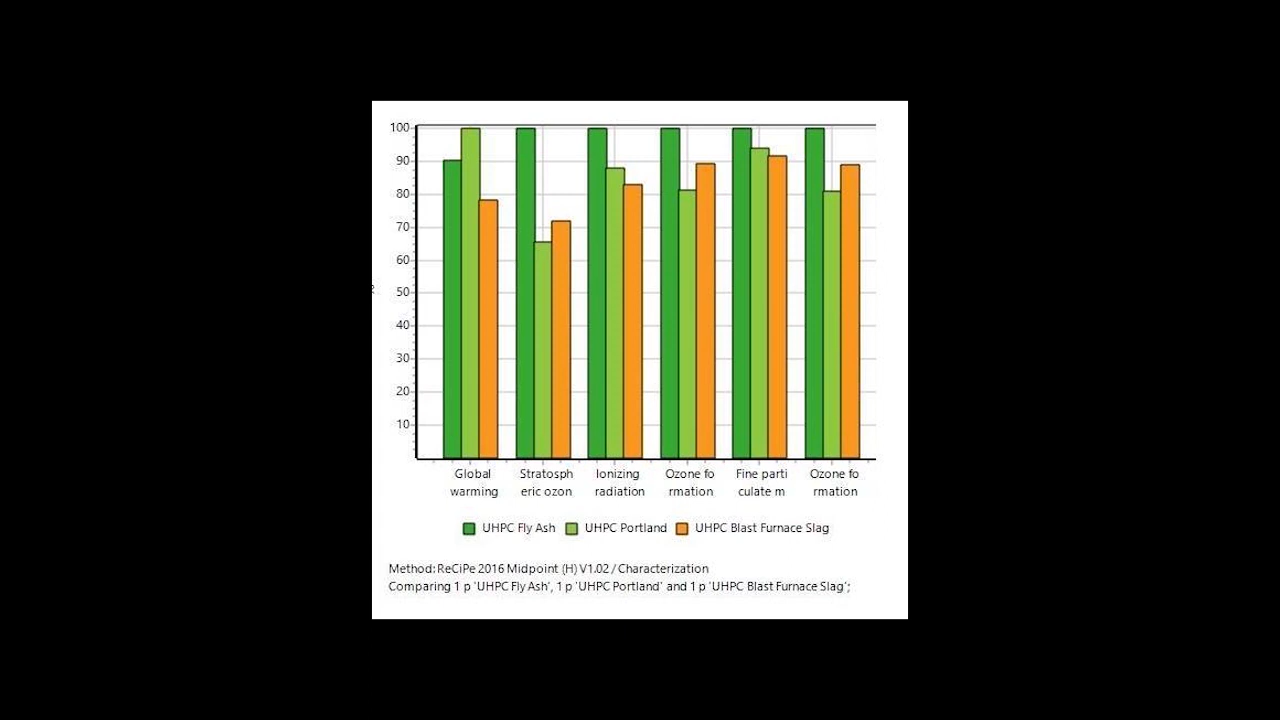 100
90
80
70
60
50
40
30
20
10
Global warming
Stratosph eric ozon
Ionizing radiation
Ozone fo rmation
Fine parti culate m
Ozone fo rmation
UHPC Fly Ash UHPC Portland UHPC Blast Furnace Slag
Method: ReCiPe 2016 Midpoint (H) V1.02 / Characterization
Comparing 1 p 'UHPC Fly Ash', 1 p 'UHPC Portland' and 1 p 'UHPC Blast Furnace Slag';